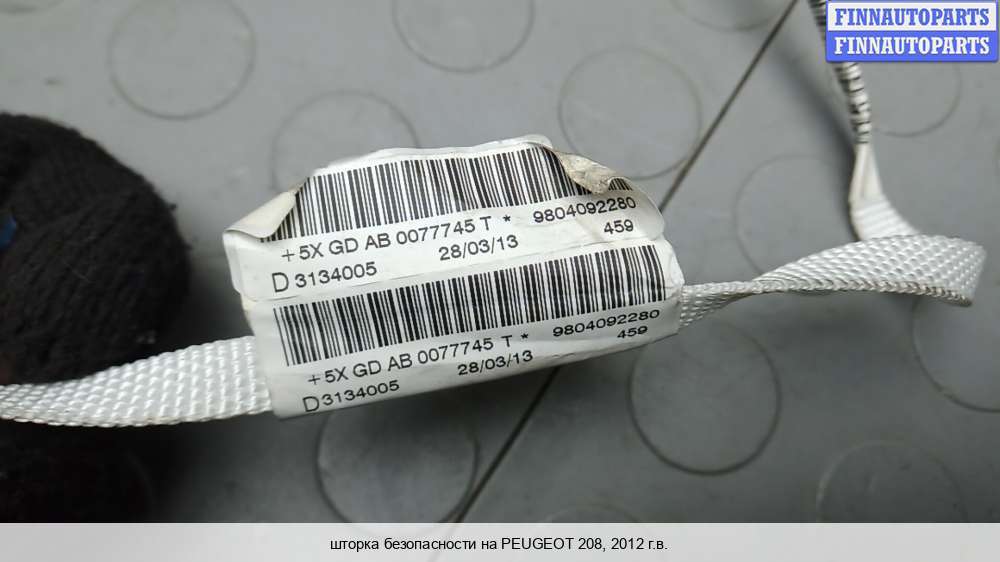 FINNAUTOPARTS
FINNAUTOPARTS
+5X GD AB 0077745 T * 9804092280
D3134005 28/03/13 459
+5X GD AB 0077745 T * 9804092280
D3134005 28/03/13 459
шторка безопасности на PEUGEOT 208, 2012 г.в.